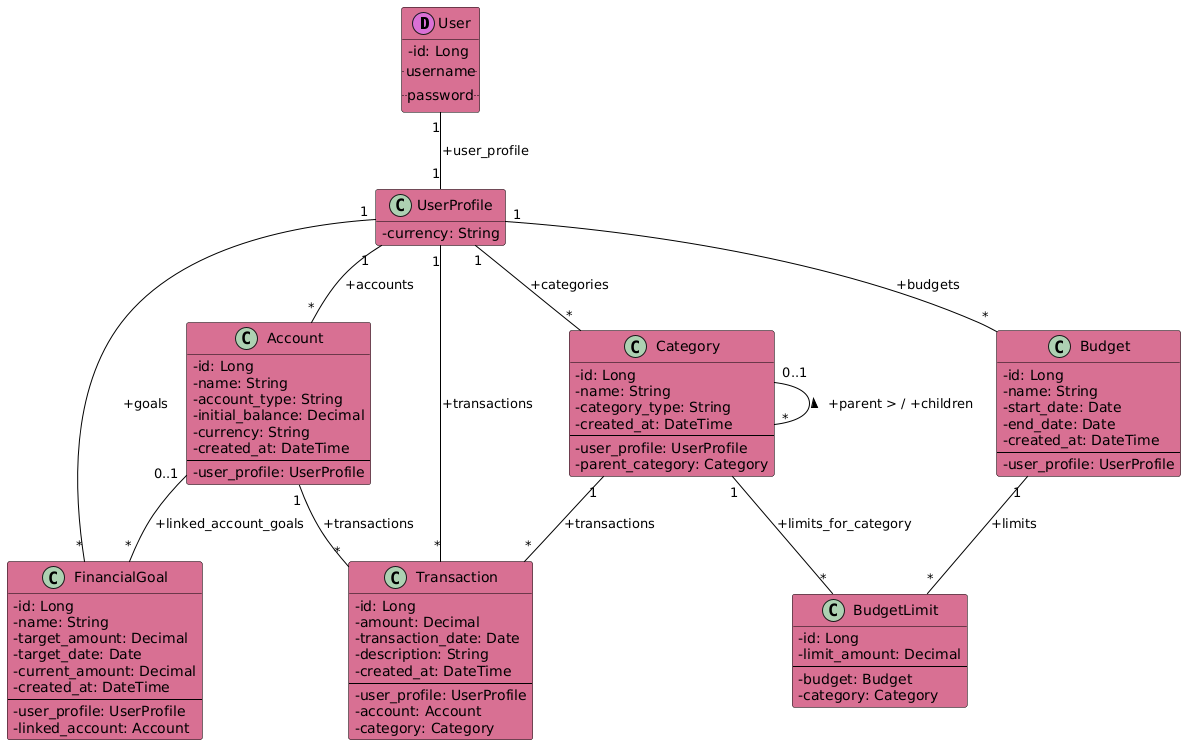 D User
-id: Long
username
password
1
+user_profile
1
C UserProfile
-currency: String
1
1
1
1
1
+accounts
+categories
+budgets
*
*
*
C Account
-id: Long
-name: String
-account_type: String
-initial_balance: Decimal
-currency: String
-created_at: DateTime
-user_profile: UserProfile
C Category
-id: Long
-name: String
-category_type: String
-created_at: DateTime
-user_profile: UserProfile
-parent_category: Category
0..1
*
+parent > / +children
C Budget
-id: Long
-name: String
-start_date: Date
-end_date: Date
-created_at: DateTime
-user_profile: UserProfile
+goals
+transactions
0..1
1
1
1
1
+linked_account_goals
+transactions
+transactions
+limits_for_category
+limits
*
*
*
*
*
*
*
C FinancialGoal
-id: Long
-name: String
-target_amount: Decimal
-target_date: Date
-current_amount: Decimal
-created_at: DateTime
-user_profile: UserProfile
-linked_account: Account
C Transaction
-id: Long
-amount: Decimal
-transaction_date: Date
-description: String
-created_at: DateTime
-user_profile: UserProfile
-account: Account
-category: Category
C BudgetLimit
-id: Long
-limit_amount: Decimal
-budget: Budget
-category: Category